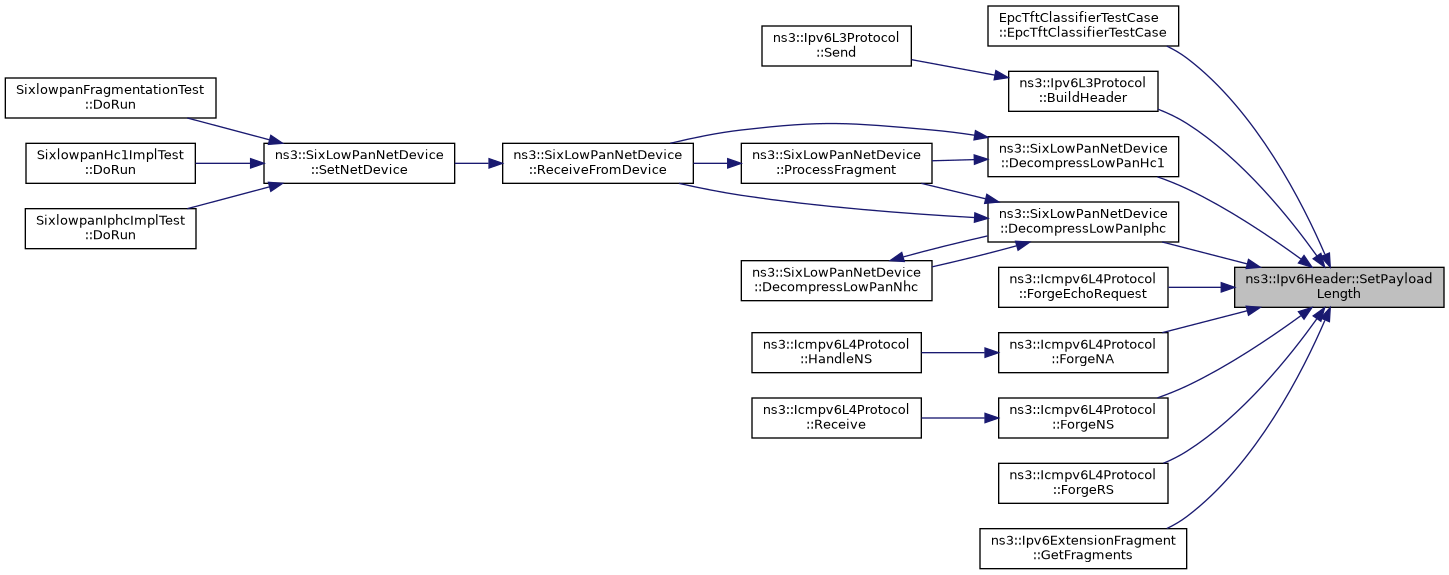 SixlowpanFragmentationTest
::DoRun
SixlowpanHc1ImplTest
::DoRun
SixlowpanIphcImplTest
::DoRun
ns3::SixLowPanNetDevice
::SetNetDevice
ns3::SixLowPanNetDevice
::ReceiveFromDevice
ns3::Ipv6L3Protocol
::Send
ns3::SixLowPanNetDevice
::ProcessFragment
ns3::SixLowPanNetDevice
::DecompressLowPanNhc
ns3::Icmpv6L4Protocol
::HandleNS
ns3::Icmpv6L4Protocol
::Receive
EpcTftClassifierTestCase
::EpcTftClassifierTestCase
ns3::Ipv6L3Protocol
::BuildHeader
ns3::SixLowPanNetDevice
::DecompressLowPanHc1
ns3::SixLowPanNetDevice
::DecompressLowPanIphc
ns3::Icmpv6L4Protocol
::ForgeEchoRequest
ns3::Icmpv6L4Protocol
::ForgeNA
ns3::Icmpv6L4Protocol
::ForgeNS
ns3::Icmpv6L4Protocol
::ForgeRS
ns3::Ipv6ExtensionFragment
::GetFragments
ns3::Ipv6Header::SetPayload
Length